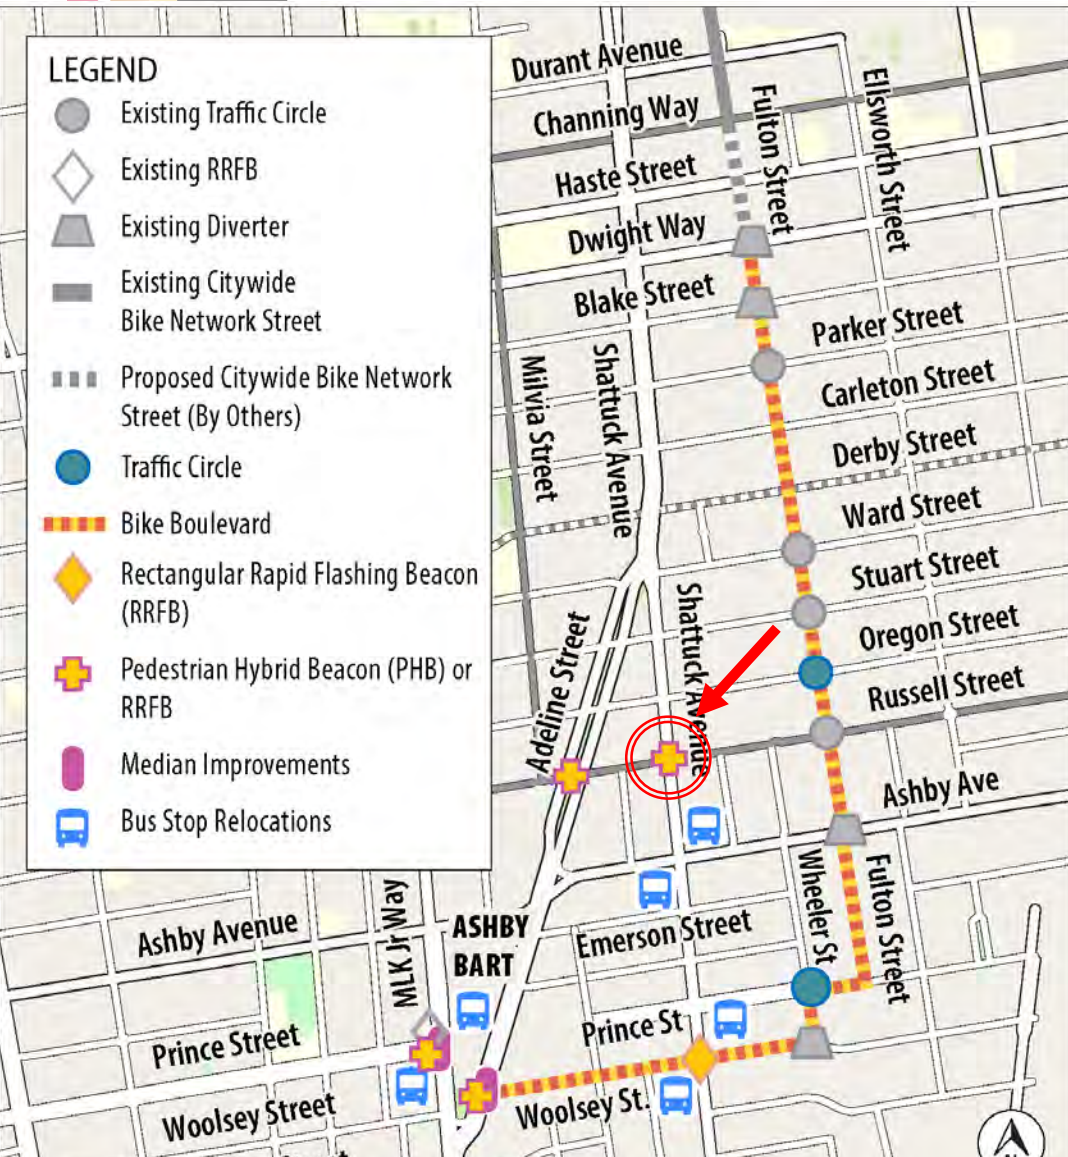 LEGEND
Existing Traffic Circle
Existing RRFB
Existing Diverter
Existing Citywide
Bike Network Street
Proposed Citywide Bike Network
Street (By Others)
Traffic Circle
Bike Boulevard
Rectangular Rapid Flashing Beacon
(RRFB)
Pedestrian Hybrid Beacon (PHB) or
RRFB
Median Improvements
Bus Stop Relocations
Durant Avenue
Channing Way
Haste Street
Dwight Way
Blake Street
Fulton Street
Ellsworth Street
Parker Street
Carleton Street
Derby Street
Ward Street
Stuart Street
Oregon Street
Russell Street
Ashby Ave
Milvia Street
Shattuck Avenue
Shattuck Avenue
Adeline Street
Wheeler St
Fulton Street
Ashby Avenue
MLK Jr Way
ASHBY
BART
Emerson Street
Prince Street
Prince St
Woolsey Street
Woolsey St.